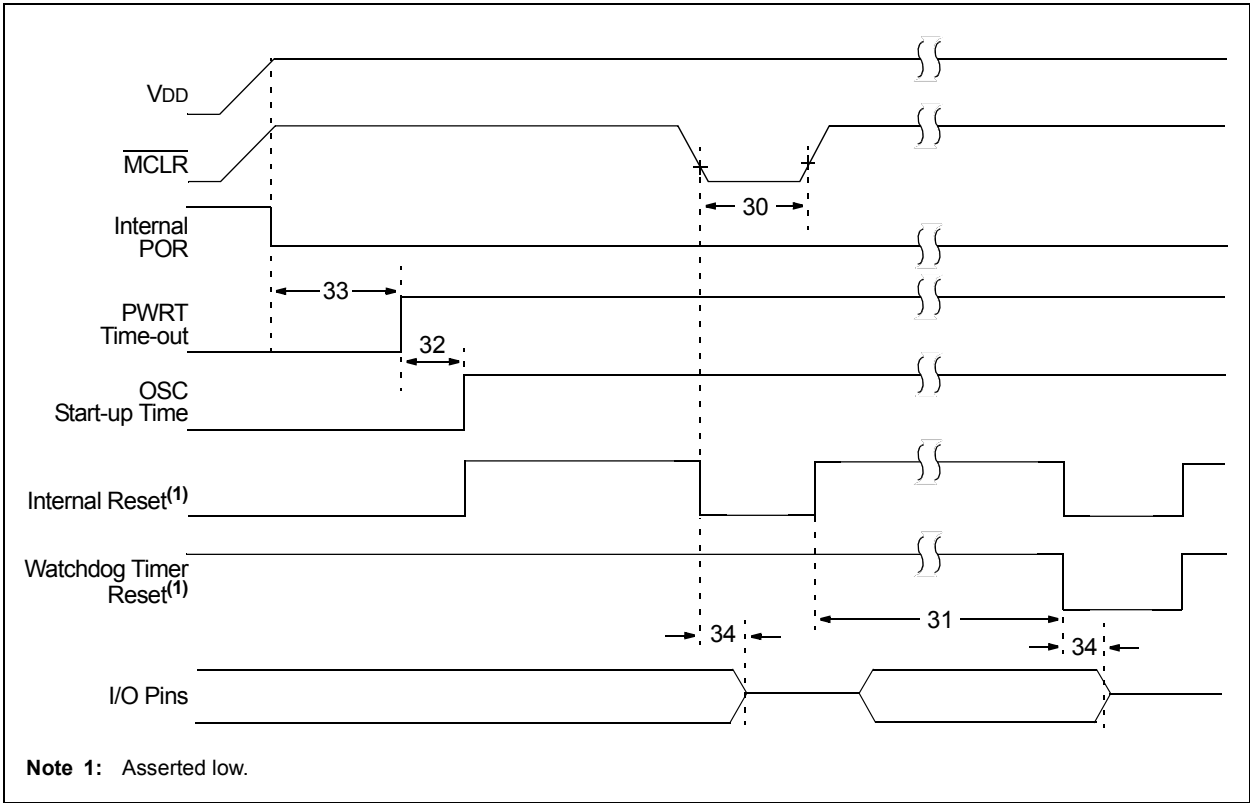 VDD
MCLR
30
Internal
POR
33
PWRT
Time-out
32
OSC
Start-up Time
Internal Reset(1)
Watchdog Timer
Reset(1)
31
34
34
I/O Pins
Note 1: Asserted low.